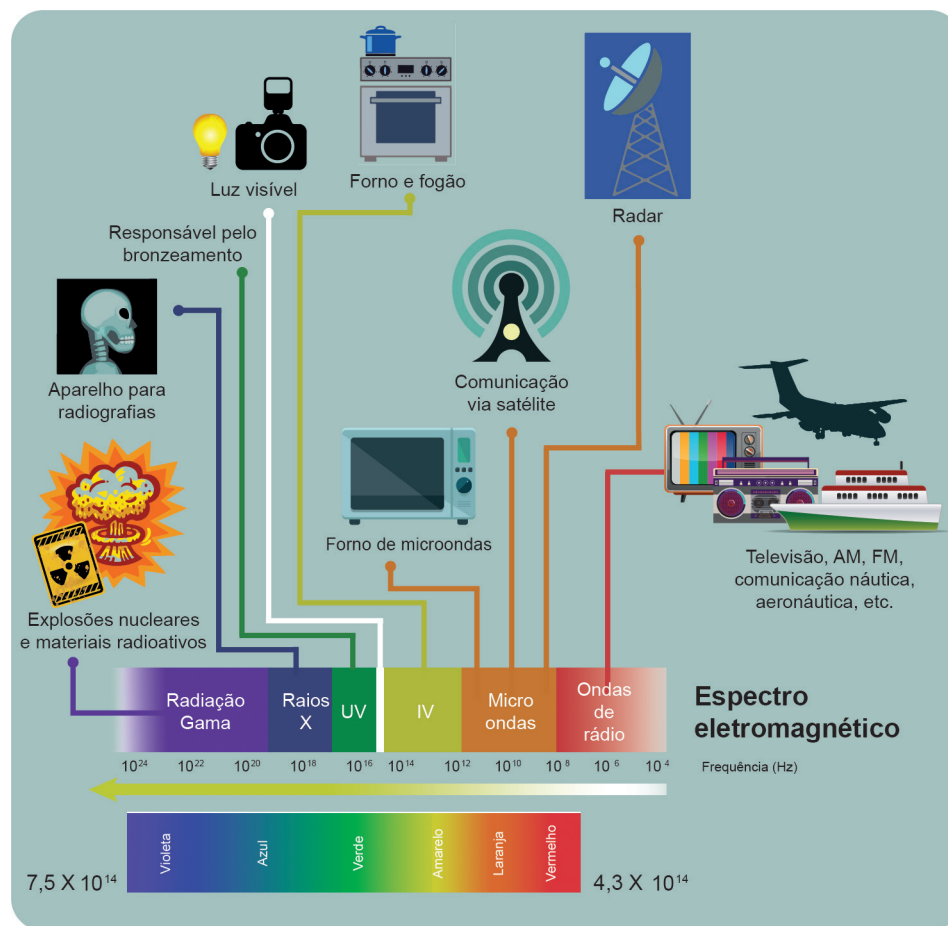 Luz visível
Forno e fogão
Radar
Responsável pelo
bronzeamento
Aparelho para
radiografias
Comunicação
via satélite
Forno de microondas
Televisão, AM, FM,
comunicação náutica,
aeronáutica, etc.
Explosões nucleares
e materiais radioativos
Radiação
Gama
Raios
X
UV
IV
Micro
ondas
Ondas
de
rádio
Espectro
eletromagnético
10²⁴ 10²² 10²⁰ 10¹⁸ 10¹⁶ 10¹⁴ 10¹² 10¹⁰ 10⁸ 10⁶ 10⁴
Frequência (Hz)
Violeta
Azul
Verde
Amarelo
Laranja
Vermelho
7,5 X 10¹⁴
4,3 X 10¹⁴